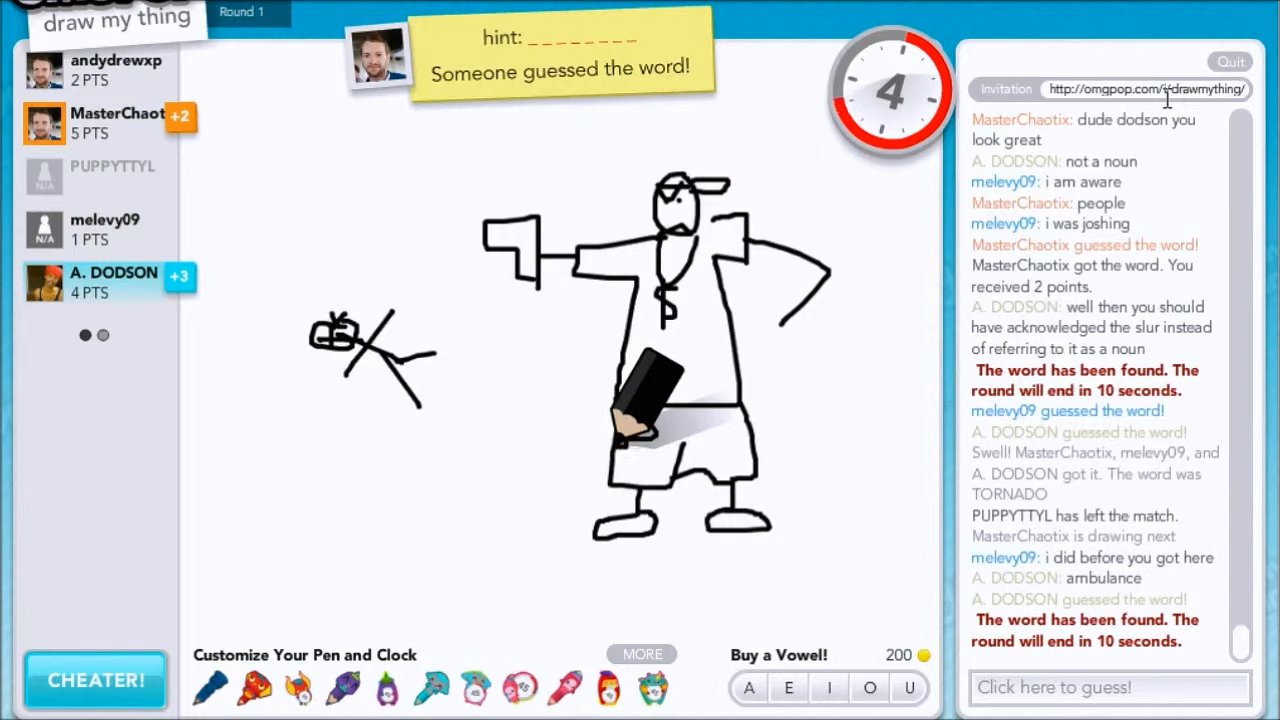 draw my thing
Round 1
hint: _ _ _ _ _ _ _ _
Someone guessed the word!
4
andydrewxp
2 PTS
MasterChaot
+2
5 PTS
PUPPYTTYL
N/A
melevy09
1 PTS
N/A
A. DODSON
+3
4 PTS
CHEATER!
$
Customize Your Pen and Clock
MORE
Buy a Vowel!
200
A E I O U
Quit
Invitation
MasterChaotix: dude dodson you
look great
A. DODSON: not a noun
melevy09: i am aware
MasterChaotix: people
melevy09: i was joshing
MasterChaotix guessed the word!
MasterChaotix got the word. You
received 2 points.
A. DODSON: well then you should
have acknowledged the slur instead
of referring to it as a noun
The word has been found. The
round will end in 10 seconds.
melevy09 guessed the word!
A. DODSON guessed the word!
Swell! MasterChaotix, melevy09, and
A. DODSON got it. The word was
TORNADO
PUPPYTTYL has left the match.
MasterChaotix is drawing next
melevy09: i did before you got here
A. DODSON: ambulance
A. DODSON guessed the word!
The word has been found. The
round will end in 10 seconds.
Click here to guess!